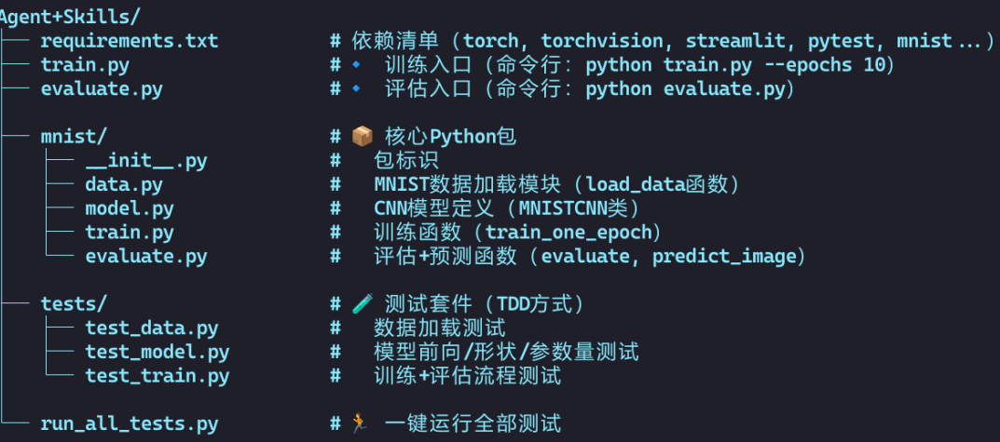 Agent+Skills/
├── requirements.txt # 依赖清单 (torch, torchvision, streamlit, pytest, mnist...)
├── train.py # 🔹 训练入口 (命令行: python train.py --epochs 10)
├── evaluate.py # 🔹 评估入口 (命令行: python evaluate.py)
├── mnist/ # 📦 核心Python包
│ ├── __init__.py # 包标识
│ ├── data.py # MNIST数据加载模块 (load_data函数)
│ ├── model.py # CNN模型定义 (MNISTCNN类)
│ ├── train.py # 训练函数 (train_one_epoch)
│ └── evaluate.py # 评估+预测函数 (evaluate, predict_image)
├── tests/ # 🧪 测试套件 (TDD方式)
│ ├── test_data.py # 数据加载测试
│ ├── test_model.py # 模型前向/形状/参数量测试
│ └── test_train.py # 训练+评估流程测试
└── run_all_tests.py # 🏃 一键运行全部测试